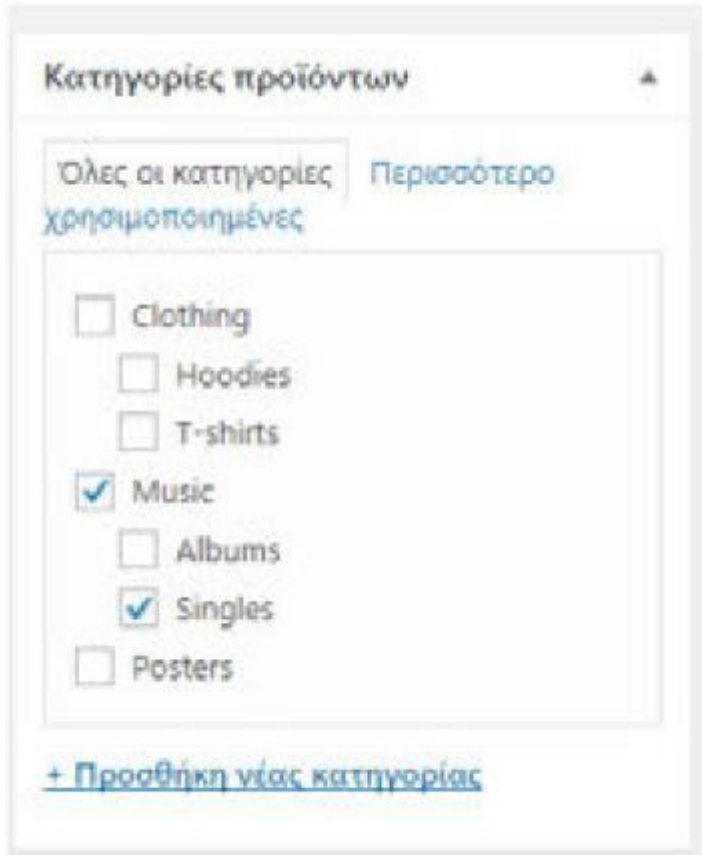 Κατηγορίες προϊόντων
Όλες οι κατηγορίες Περισσότερο
χρησιμοποιημένες
Clothing
Hoodies
T-shirts
Music
Albums
Singles
Posters
+ Προσθήκη νέας κατηγορίας